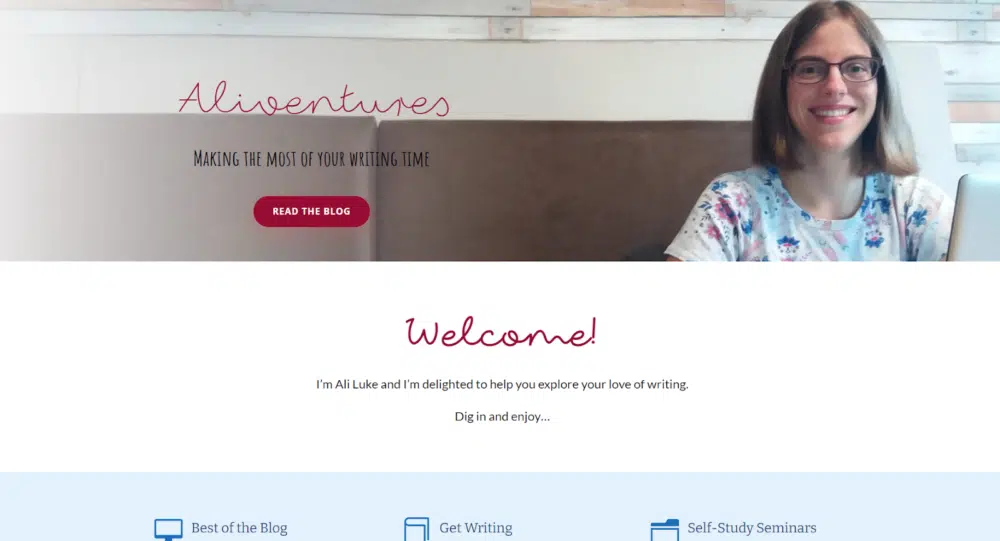 Aliventures
Making the most of your writing time
READ THE BLOG
Welcome!
I'm Ali Luke and I'm delighted to help you explore your love of writing.
Dig in and enjoy...
Best of the Blog
Get Writing
Self-Study Seminars